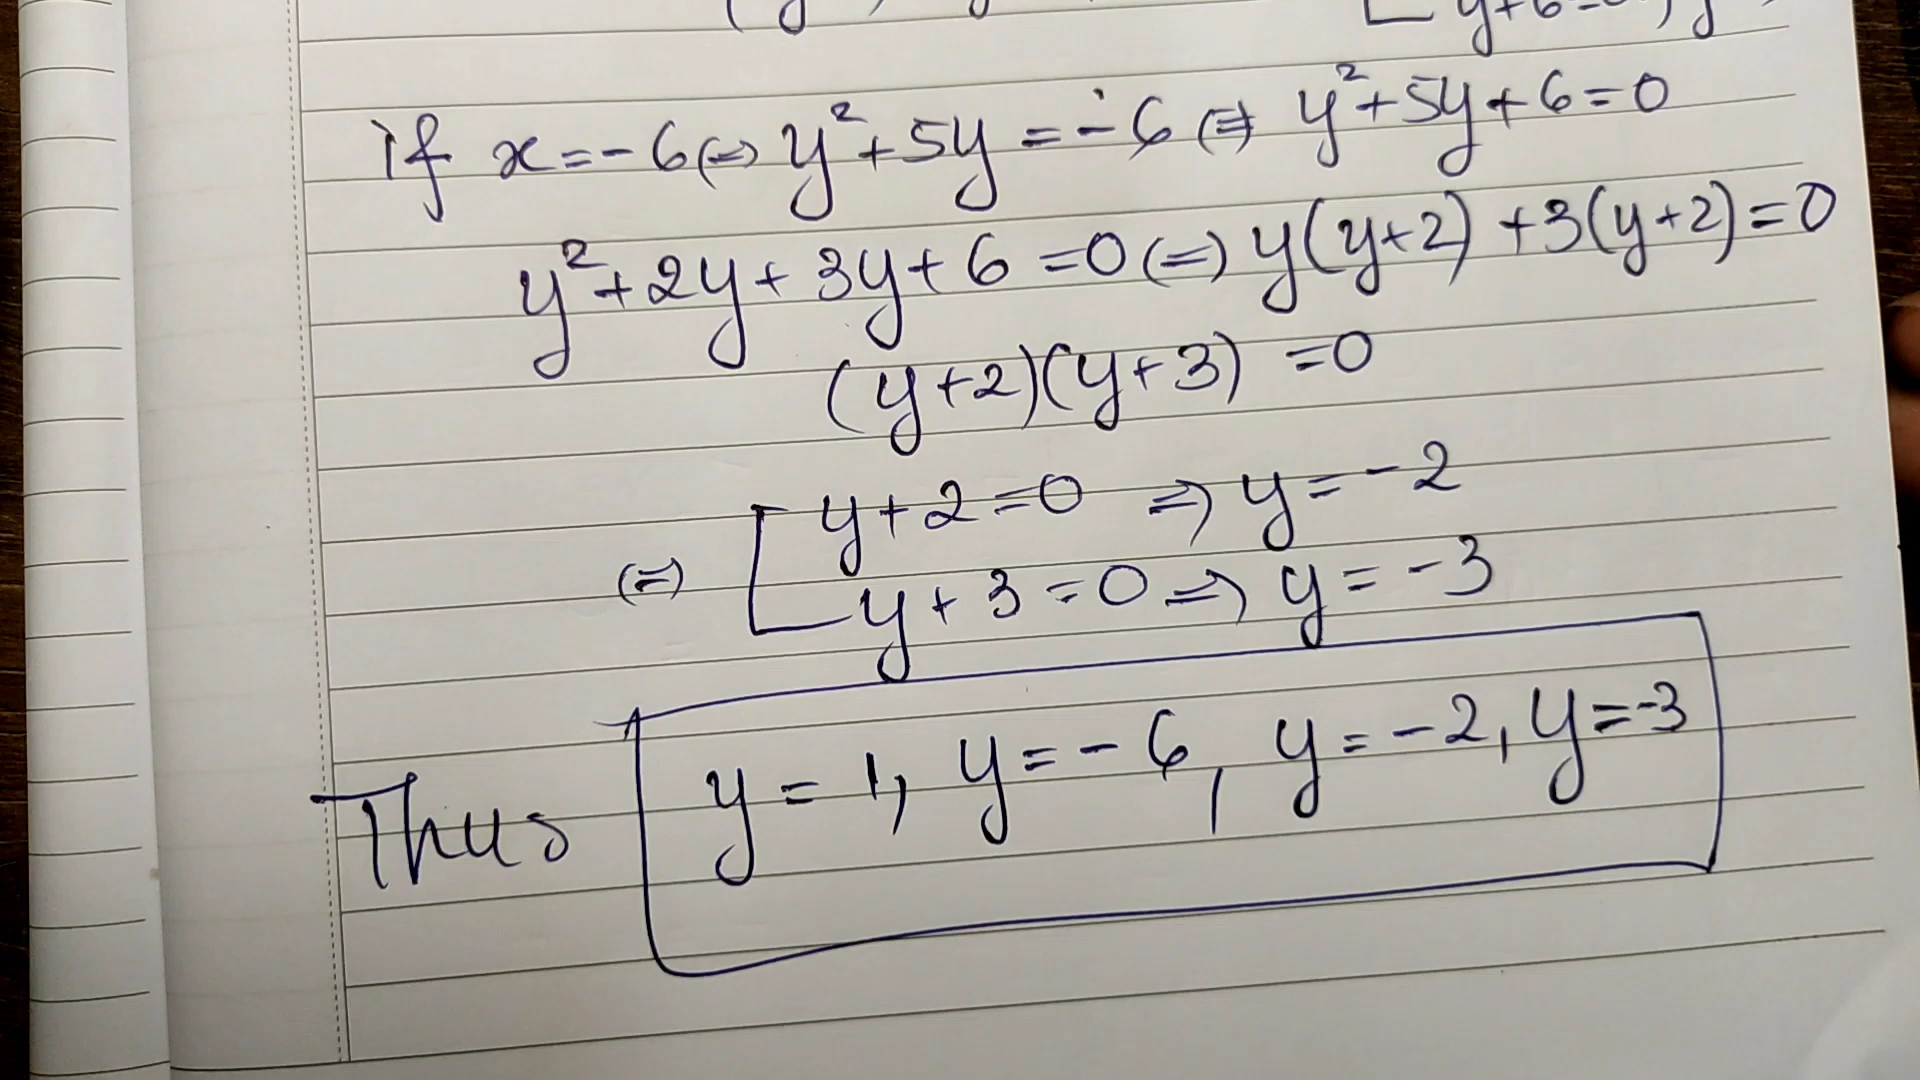 y+6=
if x=-6(=)y²+5y=-6(=)y²+5y+6=0
y²+2y+3y+6=0(=)y(y+2)+3(y+2)=0
(y+2)(y+3)=0
y+2=0 => y=-2
(=)
y+3=0 => y=-3
Thus y=1, y=-6, y=-2, y=-3